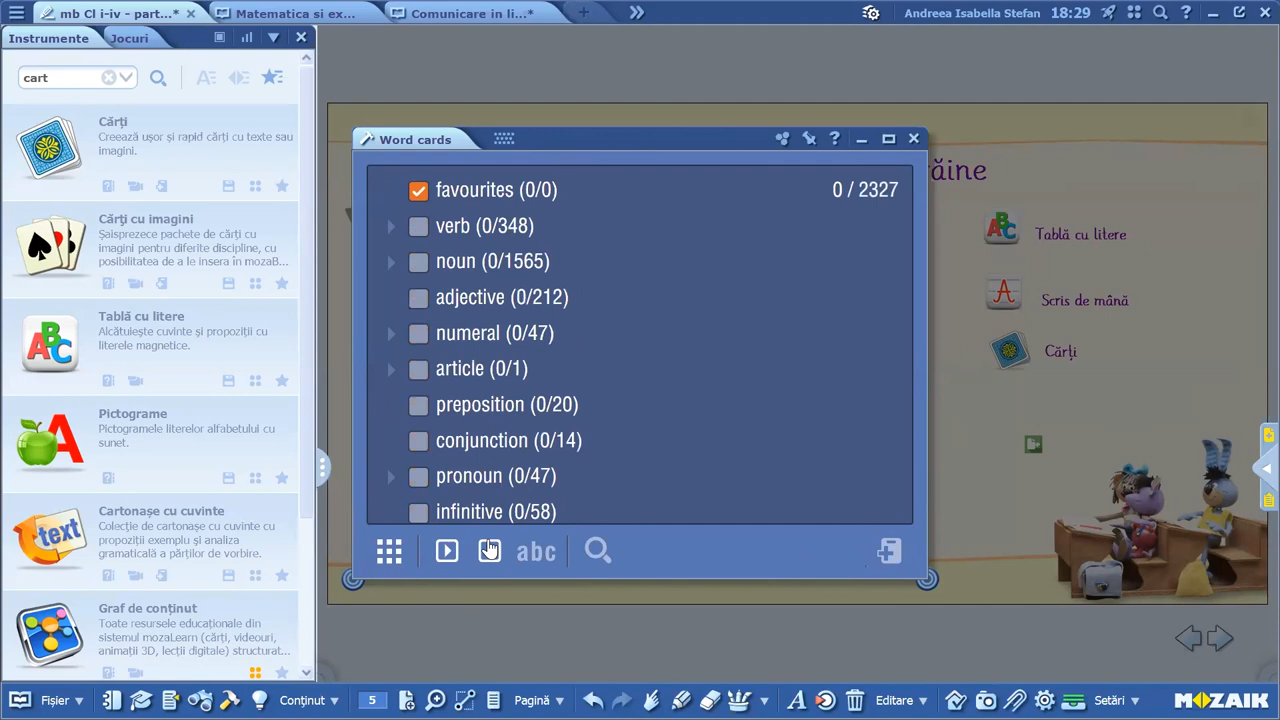 mb Cl i-iv - part...*
Matematica si ex...
Comunicare in li...*
Andreea Isabella Stefan
18:29
Instrumente
Jocuri
cart
Cărți
Creează ușor și rapid cărți cu texte sau
imagini.
Cărți cu imagini
Șaisprezece pachete de cărți cu
imagini pentru diferite discipline, cu
posibilitatea de a le insera în mozaB...
Tablă cu litere
Alcătuiește cuvinte și propoziții cu
literele magnetice.
Pictograme
Pictogramele literelor alfabetului cu
sunet.
Cartonașe cu cuvinte
Colecție de cartonașe cu cuvinte cu
propoziții exemplu și analiza
gramaticală a părților de vorbire.
text
Graf de conținut
Toate resursele educaționale din
sistemul mozaLearn (cărți, videouri,
animații 3D, lecții digitale) structurat...
Word cards
favourites (0/0)
0 / 2327
verb (0/348)
noun (0/1565)
adjective (0/212)
numeral (0/47)
article (0/1)
preposition (0/20)
conjunction (0/14)
pronoun (0/47)
infinitive (0/58)
abc
răine
ABC
Tablă cu litere
A
Scris de mână
Cărți
Fișier
Conținut
5
Pagină
Editare
Setări
MOZAIK